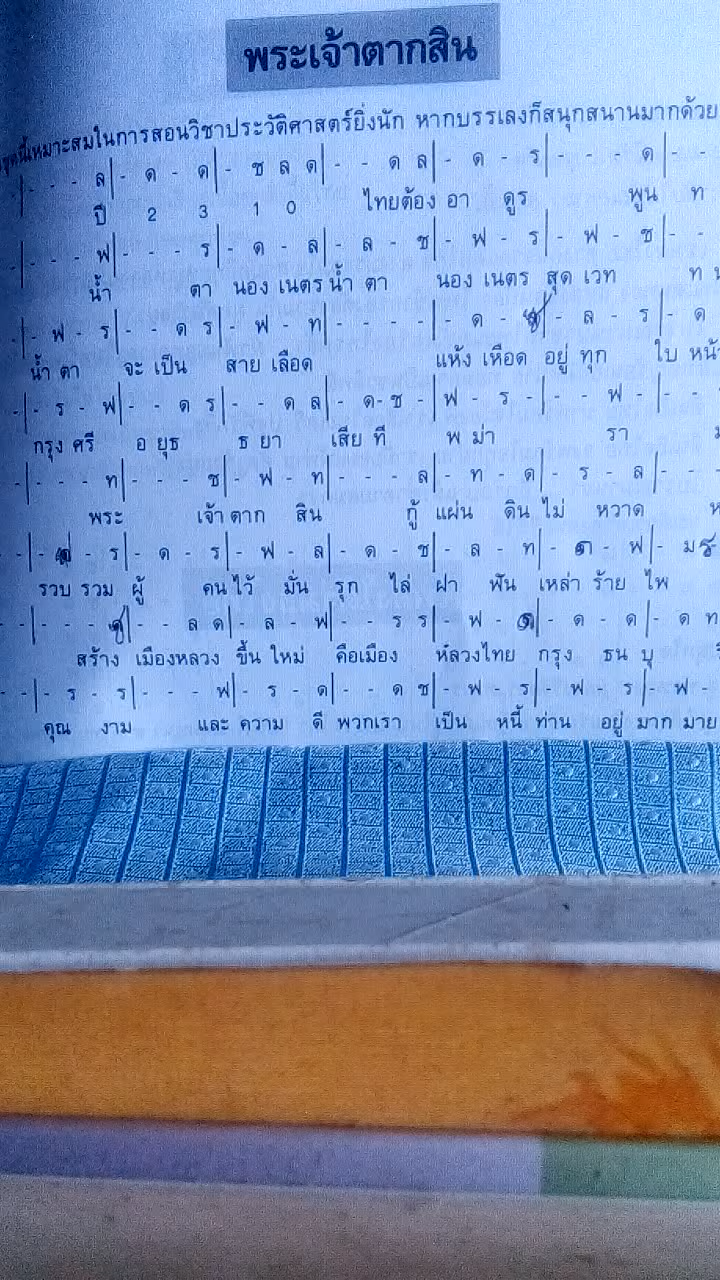 พระเจ้าตากสิน
นี้เหมาะสมในการสอนวิชาประวัติศาสตร์ยิ่งนัก หากบรรเลงก็สนุกสนานมากด้วย
- - - ล|- ด - ด|- ช ล ด|- - ด ล|- ด - ร|- - - ด|- -
ปี 2 3 1 0 ไทยต้อง อา ดูร พูน ท
-|- - - ฟ|- - - ร|- ด - ล|- ล - ช|- ฟ - ร|- ฟ - ช|- -
น้ำ ตา นอง เนตร น้ำ ตา นอง เนตร สุด เวท ท
-|- ฟ - ร|- - ด ร|- ฟ - ท|- - - -|- ด - |- ล - ร|- ด
น้ำ ตา จะ เป็น สาย เลือด แห้ง เหือด อยู่ ทุก ใบ หน้า
-|- ร - ฟ|- - ด ร|- - ด ล|- ด - ช|- ฟ - ร|- - ฟ -|- -
กรุง ศรี อ ยุธ ธ ยา เสีย ที พ ม่า รา
-|- - - ท|- - - ช|- ฟ - ท|- - - ล|- ท - ด|- ร - ล|- - -
พระ เจ้า ตาก สิน กู้ แผ่น ดิน ไม่ หวาด ห
- -|- - ร|- ด - ร|- ฟ - ล|- ด - ช|- ล - ท|- - ฟ|- ม
รวบ รวม ผู้ คน ไว้ มั่น รุก ไล่ ฝา ฟัน เหล่า ร้าย ไพ
- -|- - - |- - ล ด|- ล - ฟ|- - ร ร|- ฟ - |- ด - ด|- ด ท
สร้าง เมืองหลวง ขึ้น ใหม่ คือเมือง หลวงไทย กรุง ธน บุ
- -|- ร - ร|- - - ฟ|- ร - ด|- - ด ช|- ฟ - ร|- ฟ - ร|- ฟ -
คุณ งาม และ ความ ดี พวกเรา เป็น หนี้ ท่าน อยู่ มาก มาย